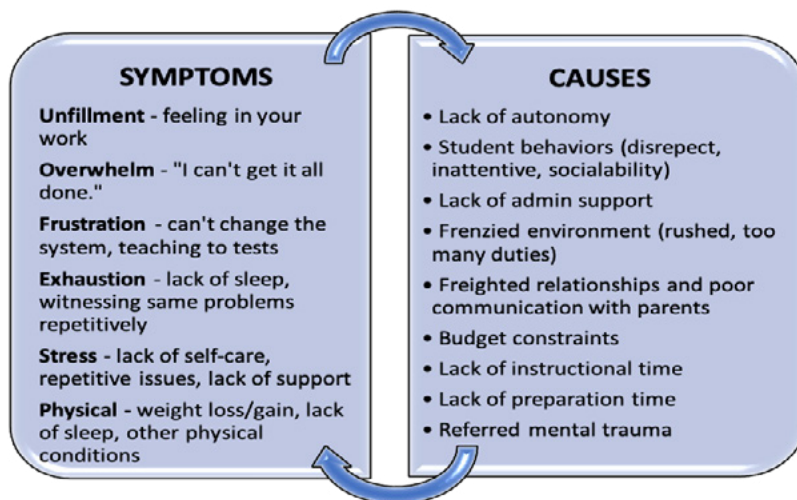 SYMPTOMS
Unfillment - feeling in your
work
Overwhelm - "I can't get it all
done."
Frustration - can't change the
system, teaching to tests
Exhaustion - lack of sleep,
witnessing same problems
repetitively
Stress - lack of self-care,
repetitive issues, lack of support
Physical - weight loss/gain, lack
of sleep, other physical
conditions
CAUSES
• Lack of autonomy
• Student behaviors (disrepect,
inattentive, socialability)
• Lack of admin support
• Frenzied environment (rushed, too
many duties)
• Freighted relationships and poor
communication with parents
• Budget constraints
• Lack of instructional time
• Lack of preparation time
• Referred mental trauma